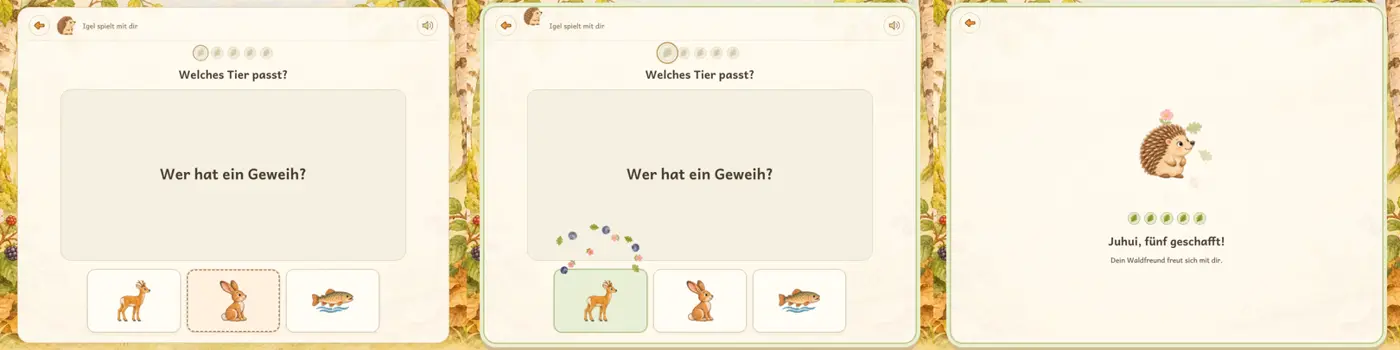 Igel spielt mit dir
Welches Tier passt?
Wer hat ein Geweih?
Igel spielt mit dir
Welches Tier passt?
Wer hat ein Geweih?
Juhui, fünf geschafft!
Dein Waldfreund freut sich mit dir.